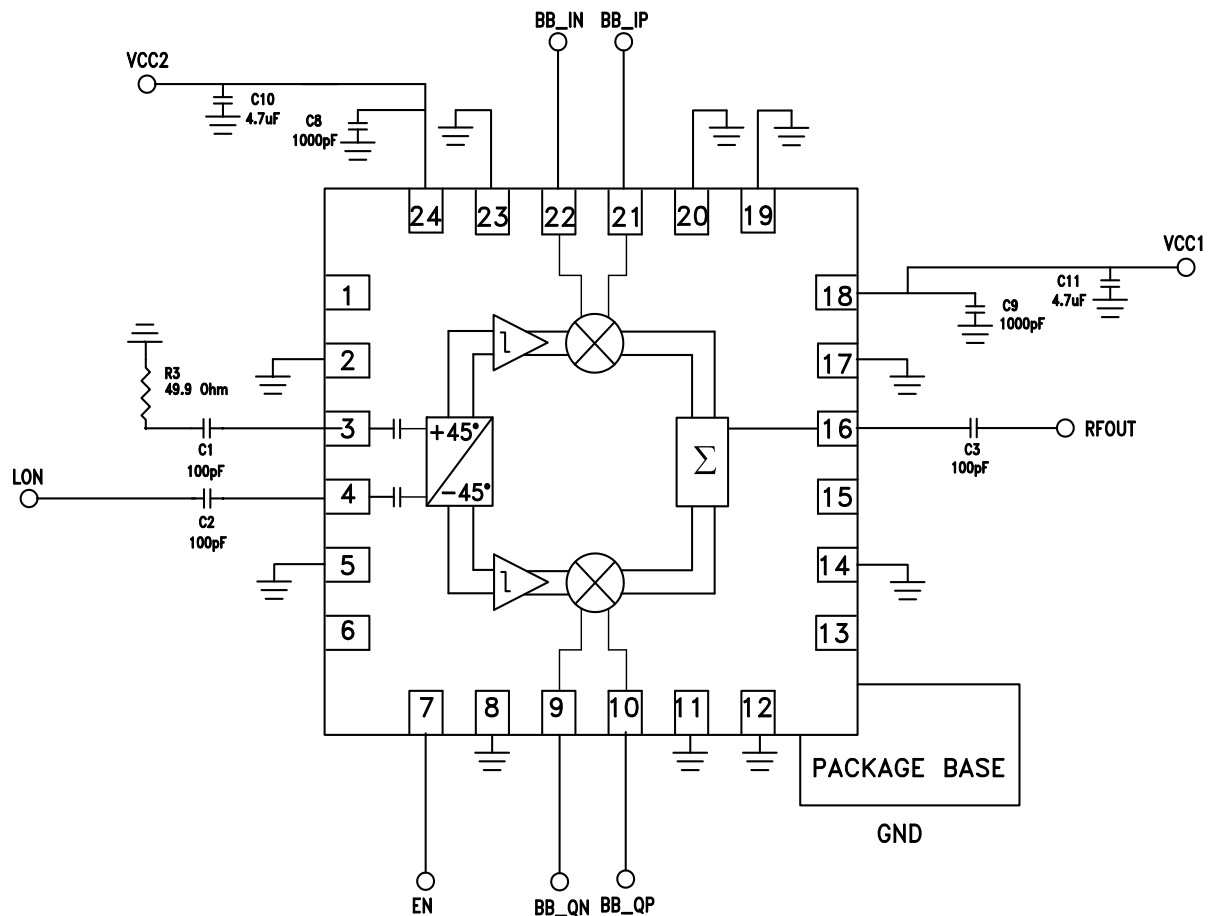 BB_IN
BB_IP
VCC2
C10
4.7uF
C8
1000pF
24
23
22
21
20
19
VCC1
1
18
C11
4.7uF
C9
1000pF
2
17
R3
49.9 Ohm
3
+45°
Σ
16
RFOUT
C1
100pF
C3
100pF
LON
4
-45°
15
C2
100pF
5
14
6
13
7
8
9
10
11
12
PACKAGE BASE
GND
EN
BB_QN
BB_QP